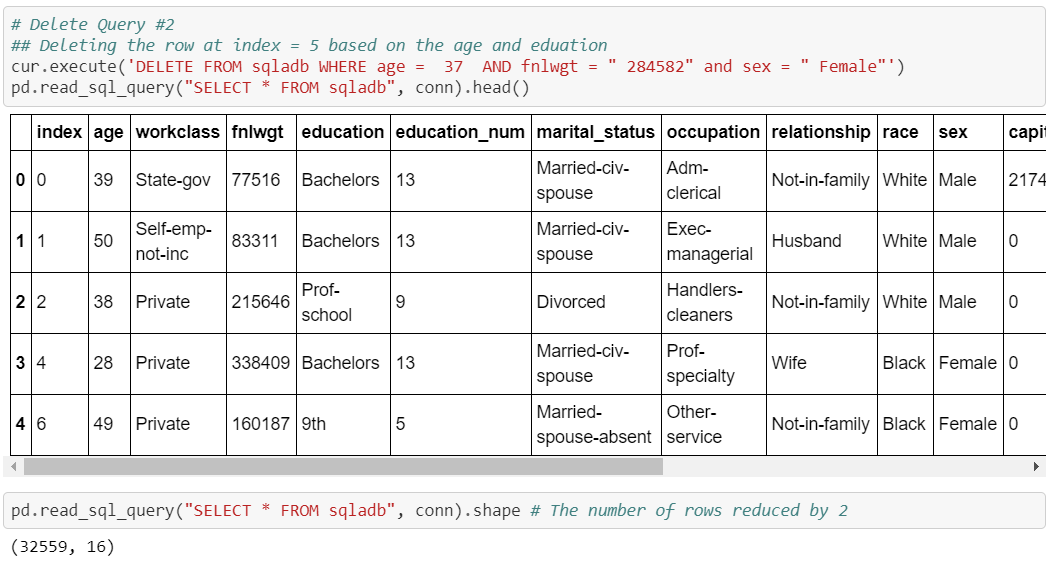 # Delete Query #2
## Deleting the row at index = 5 based on the age and eduation
cur.execute('DELETE FROM sqladb WHERE age =  37  AND fnlwgt = " 284582" and sex = " Female"')
pd.read_sql_query("SELECT * FROM sqladb", conn).head()
index age workclass fnlwgt education education_num marital_status occupation relationship race sex capit
0 0 39 State-gov 77516 Bachelors 13 Married-civ-spouse Adm-clerical Not-in-family White Male 2174
1 1 50 Self-emp-not-inc 83311 Bachelors 13 Married-civ-spouse Exec-managerial Husband White Male 0
2 2 38 Private 215646 Prof-school 9 Divorced Handlers-cleaners Not-in-family White Male 0
3 4 28 Private 338409 Bachelors 13 Married-civ-spouse Prof-specialty Wife Black Female 0
4 6 49 Private 160187 9th 5 Married-spouse-absent Other-service Not-in-family Black Female 0
pd.read_sql_query("SELECT * FROM sqladb", conn).shape # The number of rows reduced by 2
(32559, 16)